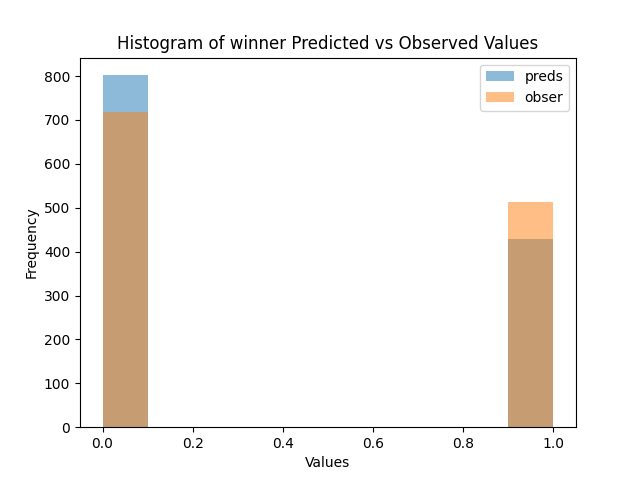 Histogram of winner Predicted vs Observed Values
preds
obser
800
700
600
500
400
300
200
100
0
Frequency
0.0 0.2 0.4 0.6 0.8 1.0
Values